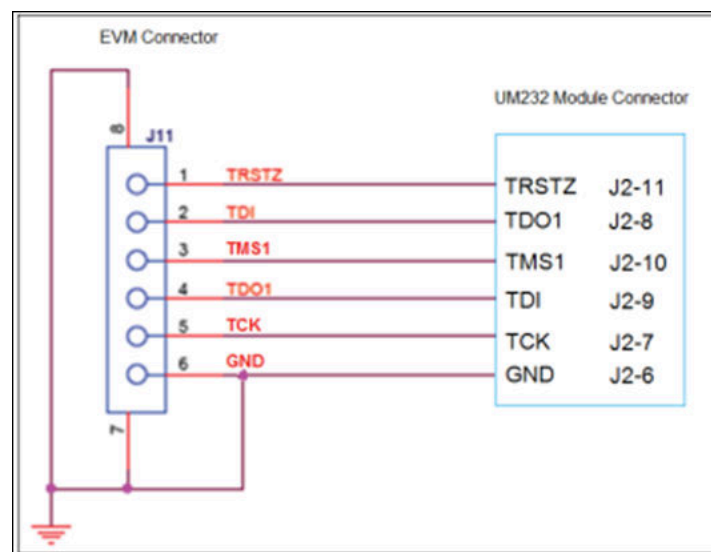 EVM Connector
UM232 Module Connector
8
J11
1 TRSTZ TRSTZ J2-11
2 TDI TDO1 J2-8
3 TMS1 TMS1 J2-10
4 TDO1 TDI J2-9
5 TCK TCK J2-7
6 GND GND J2-6
7